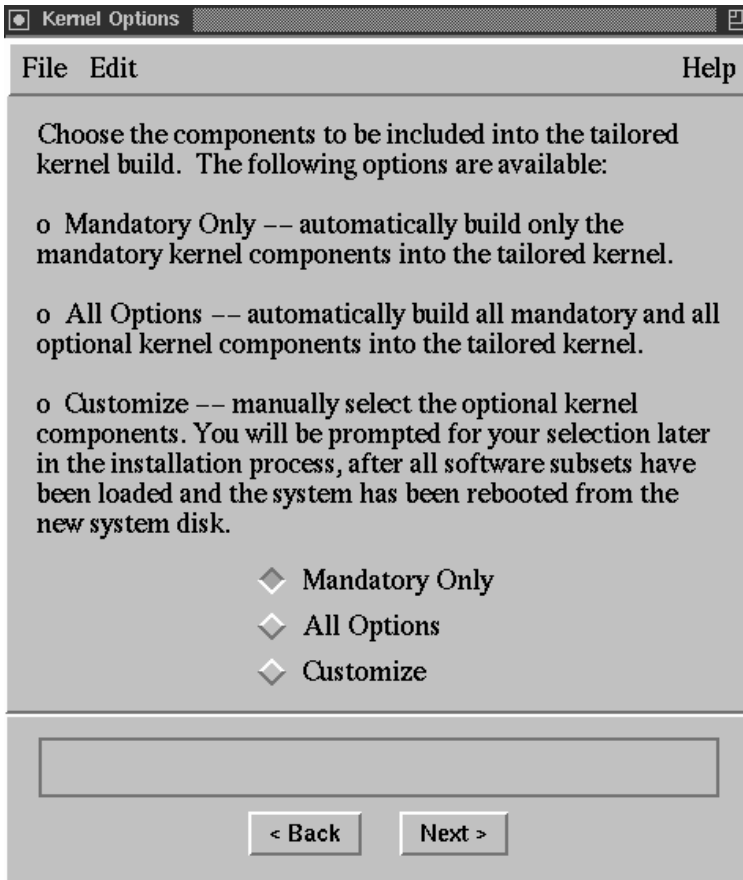 Kernel Options
File Edit Help
Choose the components to be included into the tailored
kernel build. The following options are available:
o Mandatory Only -- automatically build only the
mandatory kernel components into the tailored kernel.
o All Options -- automatically build all mandatory and all
optional kernel components into the tailored kernel.
o Customize -- manually select the optional kernel
components. You will be prompted for your selection later
in the installation process, after all software subsets have
been loaded and the system has been rebooted from the
new system disk.
Mandatory Only
All Options
Customize
< Back Next >